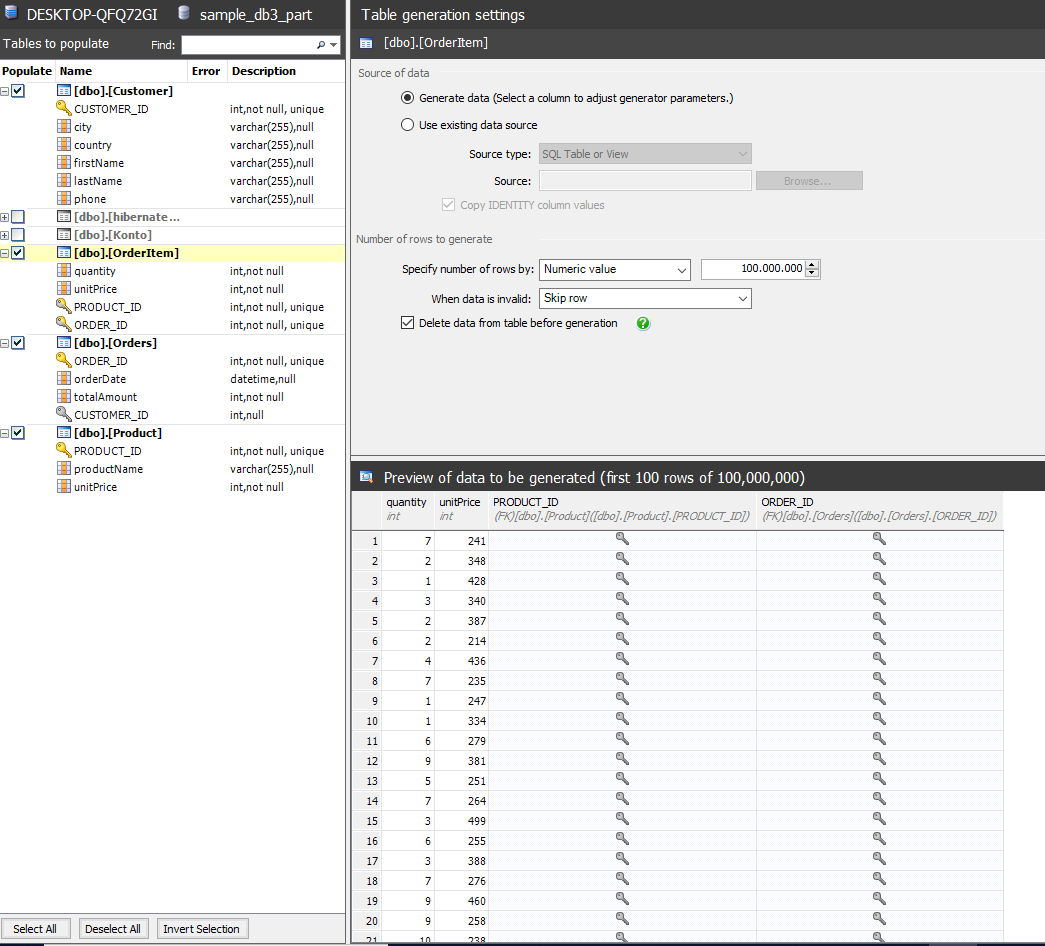 DESKTOP-QFQ72GI sample_db3_part
Tables to populate Find:
Populate Name Error Description
[dbo].[Customer]
CUSTOMER_ID int,not null, unique
city varchar(255),null
country varchar(255),null
firstName varchar(255),null
lastName varchar(255),null
phone varchar(255),null
[dbo].[hibernate...
[dbo].[Konto]
[dbo].[OrderItem]
quantity int,not null
unitPrice int,not null
PRODUCT_ID int,not null, unique
ORDER_ID int,not null, unique
[dbo].[Orders]
ORDER_ID int,not null, unique
orderDate datetime,null
totalAmount int,not null
CUSTOMER_ID int,null
[dbo].[Product]
PRODUCT_ID int,not null, unique
productName varchar(255),null
unitPrice int,not null
Select All Deselect All Invert Selection
Table generation settings
[dbo].[OrderItem]
Source of data
Generate data (Select a column to adjust generator parameters.)
Use existing data source
Source type: SQL Table or View
Source: Browse...
Copy IDENTITY column values
Number of rows to generate
Specify number of rows by: Numeric value 100.000.000
When data is invalid: Skip row
Delete data from table before generation ?
Preview of data to be generated (first 100 rows of 100,000,000)
quantity unitPrice PRODUCT_ID ORDER_ID
int int (FK)[dbo].[Product]([dbo].[Product].[PRODUCT_ID]) (FK)[dbo].[Orders]([dbo].[Orders].[ORDER_ID])
1 7 241
2 2 348
3 1 428
4 3 340
5 2 387
6 2 214
7 4 436
8 7 235
9 1 247
10 1 334
11 6 279
12 9 381
13 5 251
14 7 264
15 3 499
16 6 255
17 3 388
18 7 276
19 9 460
20 9 258
21 10 238